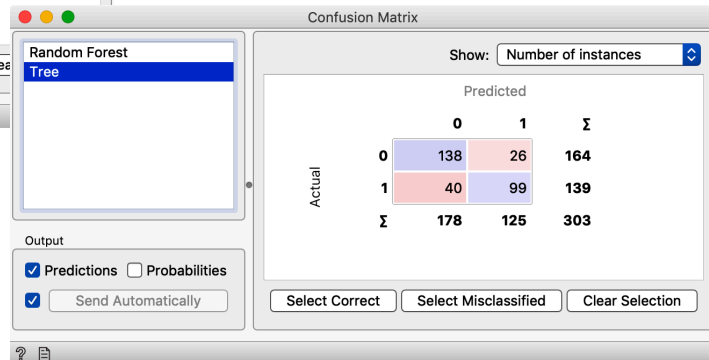 Confusion Matrix
ea
Random Forest
Tree
Show: Number of instances
Predicted
0 1 Σ
Actual
0 138 26 164
1 40 99 139
Σ 178 125 303
Output
Predictions Probabilities
Send Automatically
Select Correct Select Misclassified Clear Selection
?